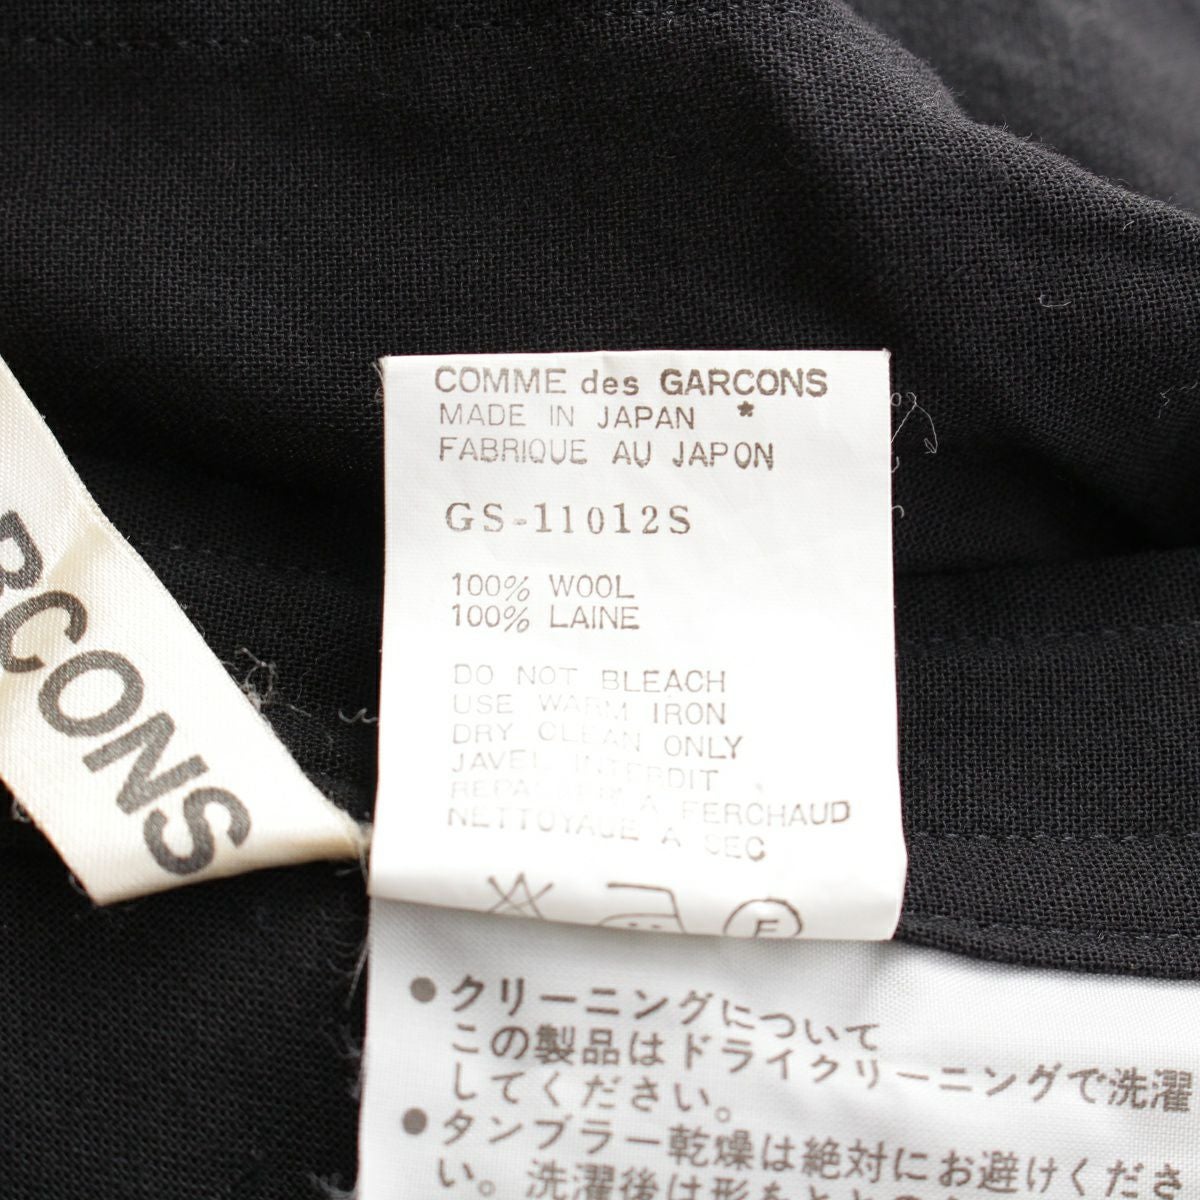 RCONS
COMME des GARCONS
MADE IN JAPAN *
FABRIQUE AU JAPON
GS-11012S
100% WOOL
100% LAINE
DO NOT BLEACH
USE WARM IRON
DRY CLEAN ONLY
JAVEL INTERDIT
REPASSER A FERCHAUD
NETTOYAGE A SEC
F
●クリーニングについて
この製品はドライクリーニングで洗濯
してください。
●タンブラー乾燥は絶対にお避けくださ
い。洗濯後は形をととの